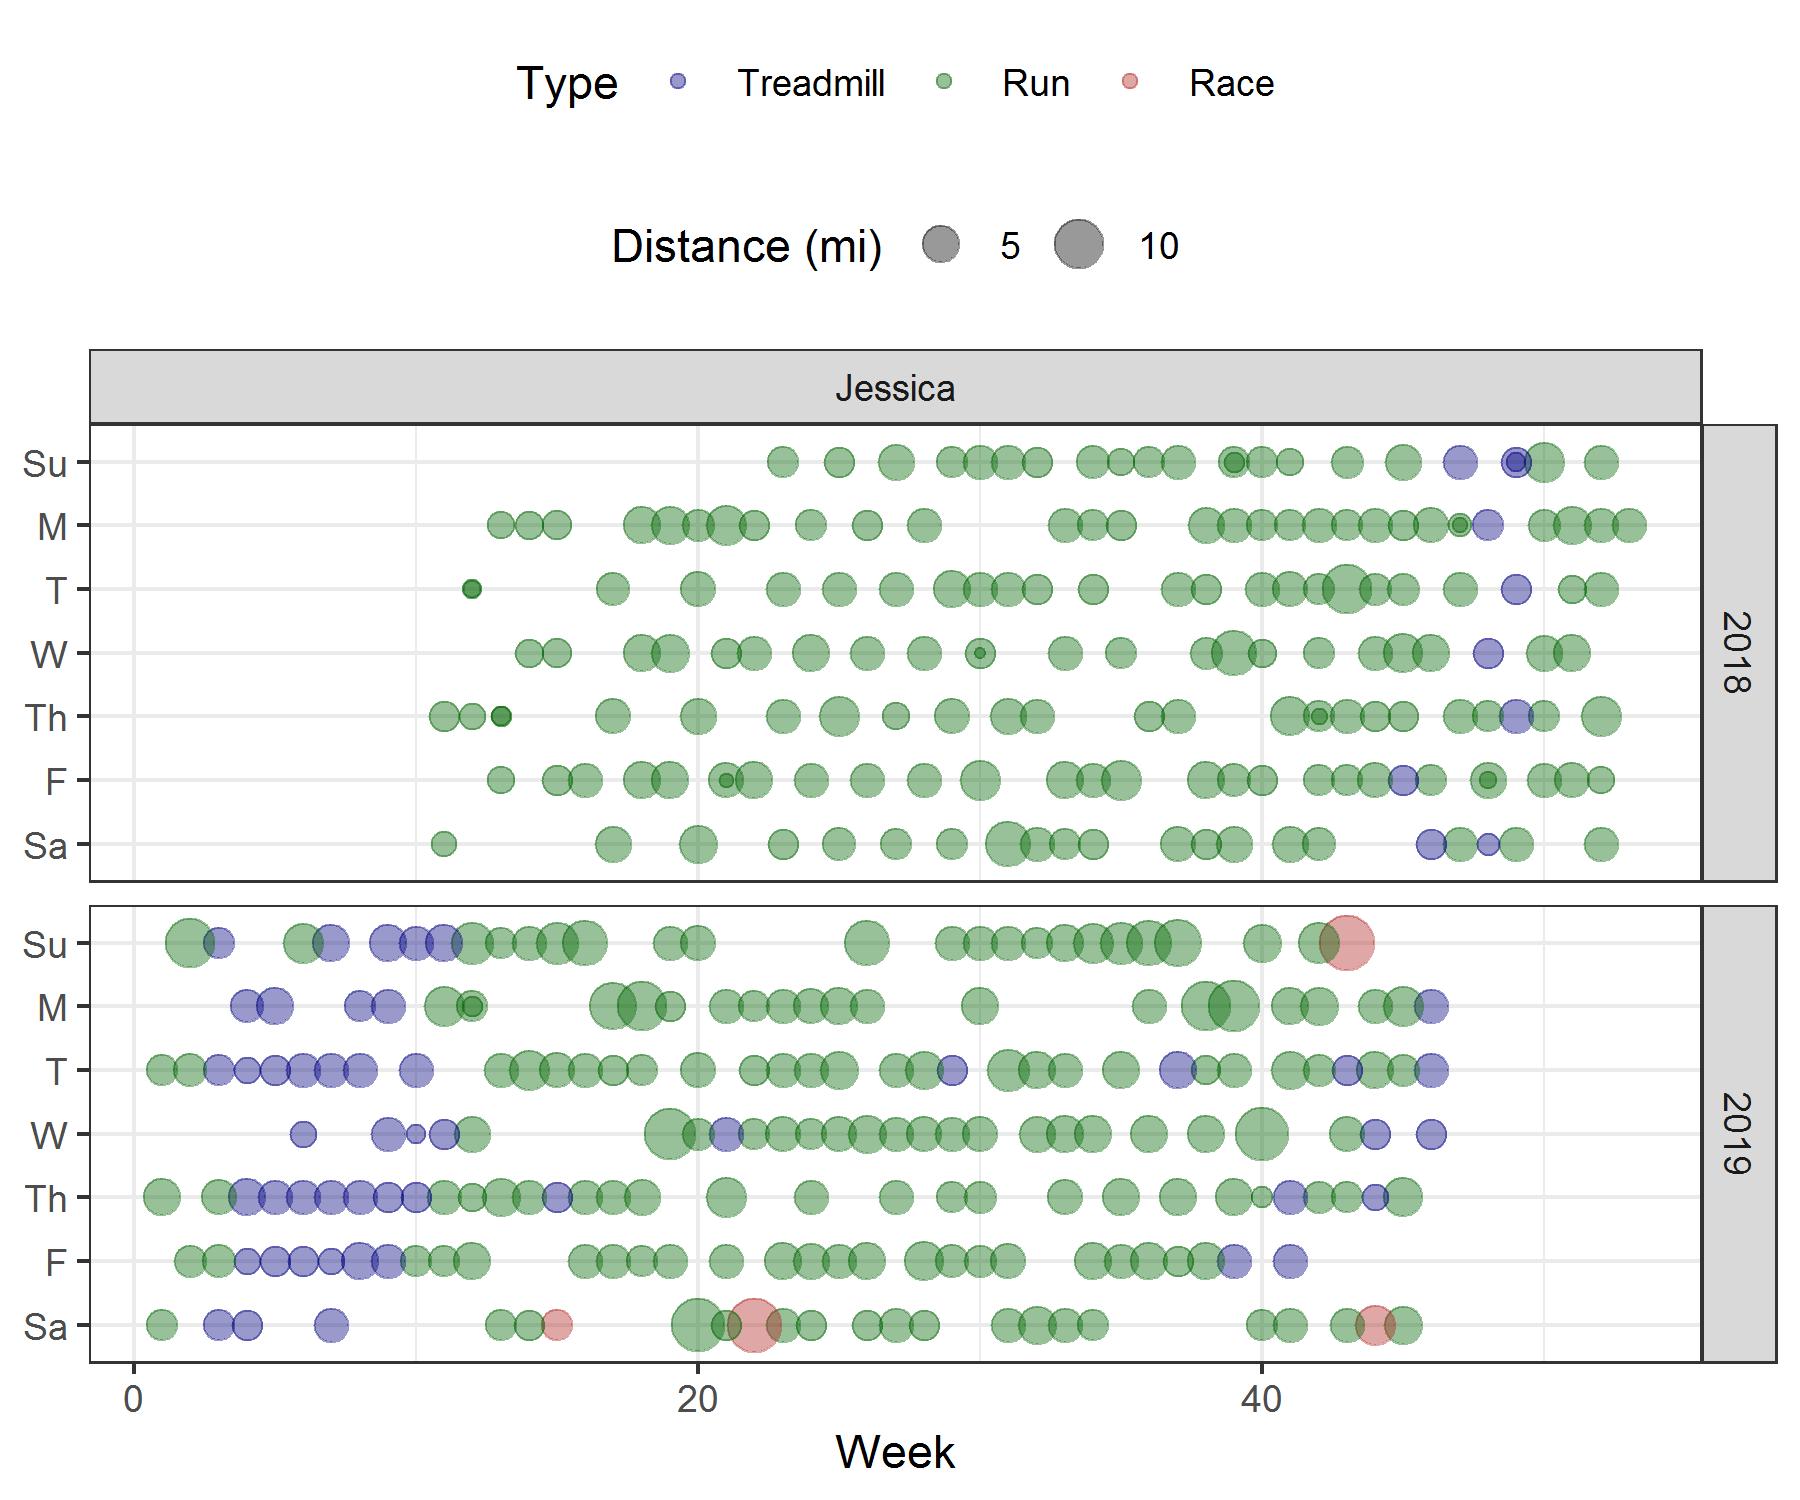 Type Treadmill Run Race
Distance (mi) 5 10
Jessica
Su
M
T
W
Th
F
Sa
2018
Su
M
T
W
Th
F
Sa
2019
0 20 40
Week